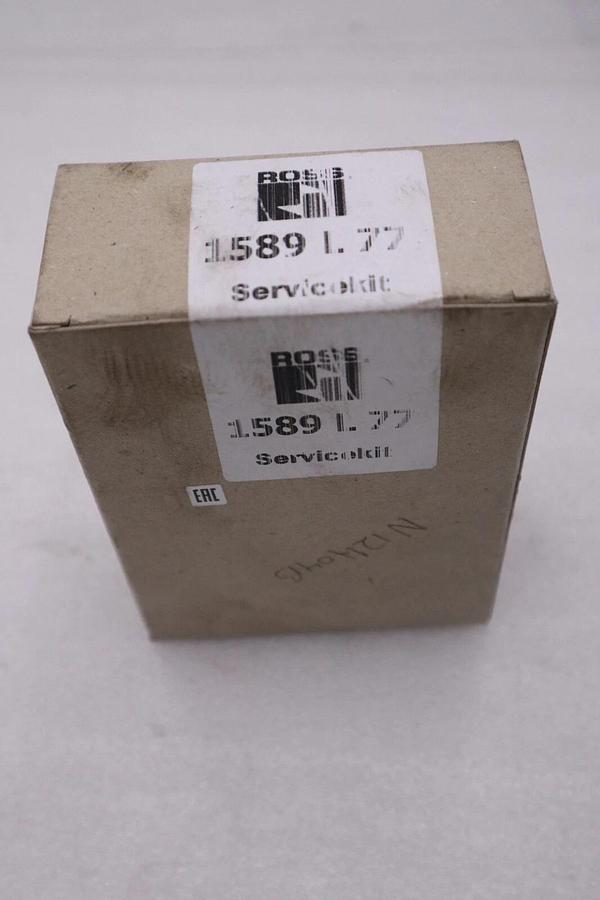 ROSS
1589 L 77
Servicekit
ROSS
1589 L 77
Servicekit
EAC